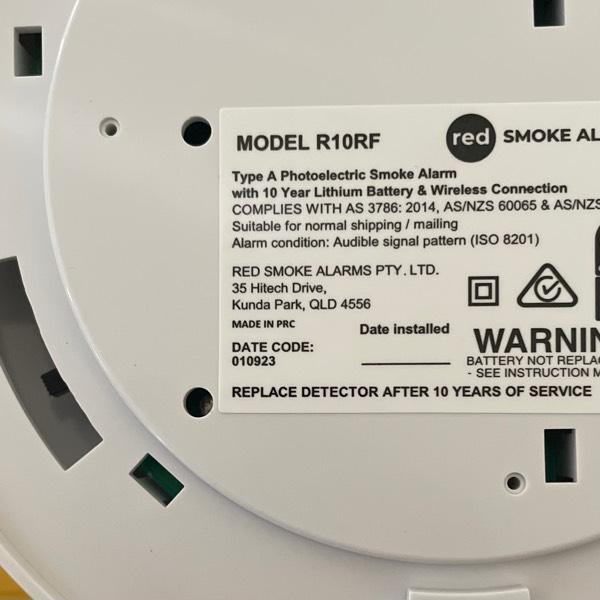 MODEL R10RF
red SMOKE
Type A Photoelectric Smoke Alarm
with 10 Year Lithium Battery & Wireless Connection
COMPLIES WITH AS 3786: 2014, AS/NZS 60065 & AS/NZS
Suitable for normal shipping / mailing
Alarm condition: Audible signal pattern (ISO 8201)
RED SMOKE ALARMS PTY. LTD.
35 Hitech Drive,
Kunda Park, QLD 4556
MADE IN PRC
Date installed
DATE CODE:
010923
WARNIN
BATTERY NOT REPLAC
- SEE INSTRUCTION M
REPLACE DETECTOR AFTER 10 YEARS OF SERVICE